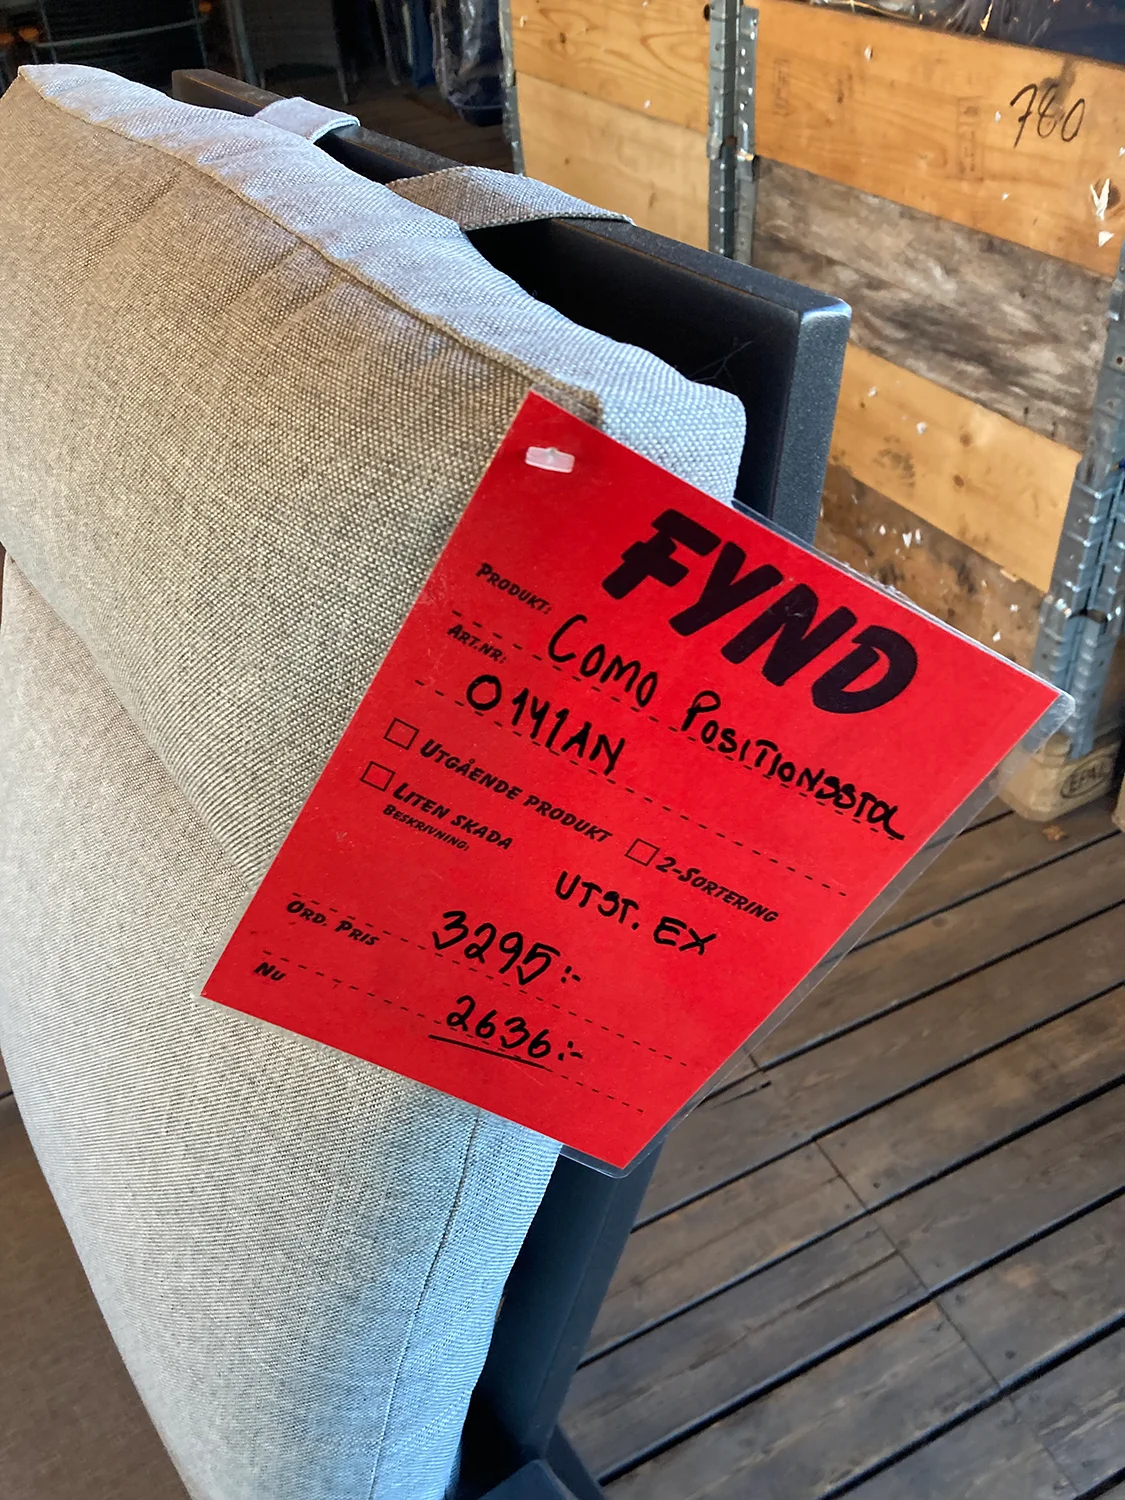 780
FYND
PRODUKT: COMO POSITIONSSTOL
ART.NR: 0141AN
UTGÅENDE PRODUKT
LITEN SKADA
2-SORTERING
BESKRIVNING:
UTST. EX
ORD. PRIS 3295:-
NU 2636:-
EPAL